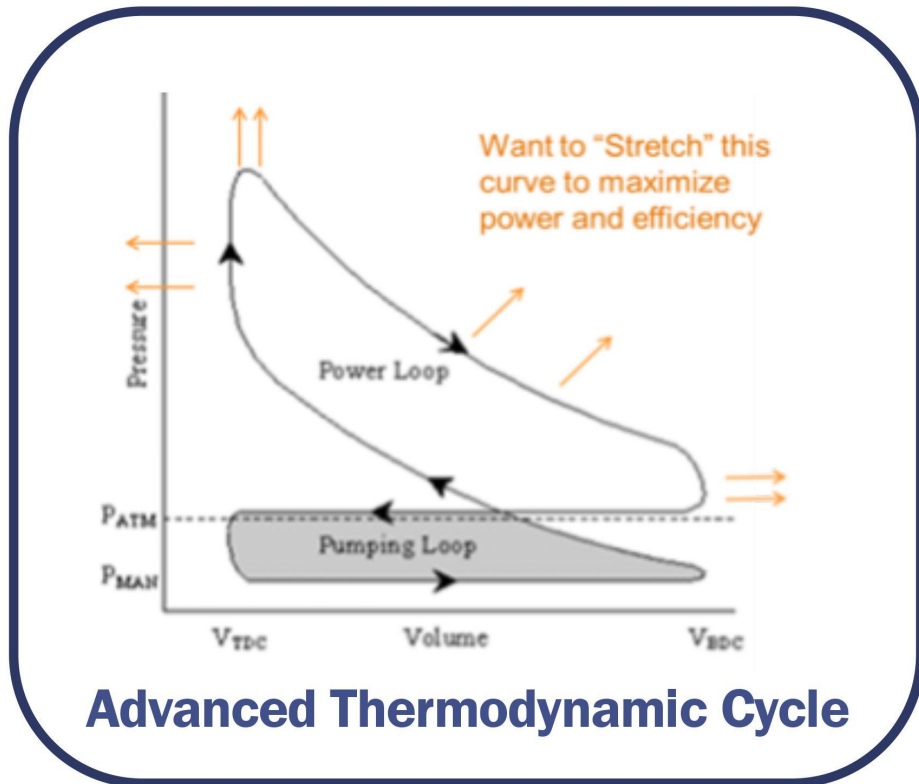 Want to “Stretch” this
curve to maximize
power and efficiency
Pressure
Power Loop
PATM
Pumping Loop
PMAN
VTDC
Volume
VBDC
Advanced Thermodynamic Cycle